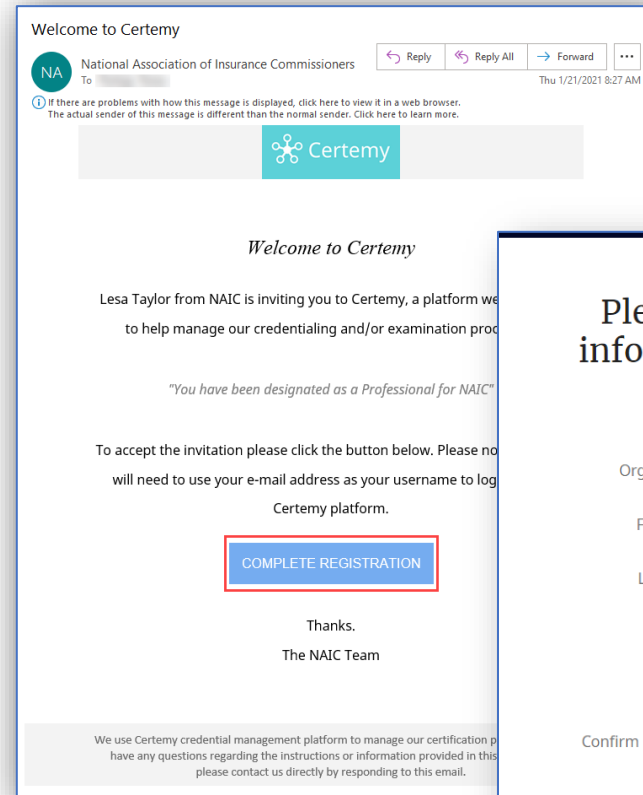 Welcome to Certemy
NA
National Association of Insurance Commissioners
Reply
Reply All
Forward
To
Thu 1/21/2021 8:27 AM
If there are problems with how this message is displayed, click here to view it in a web browser.
The actual sender of this message is different than the normal sender. Click here to learn more.
Certemy
Welcome to Certemy
Lesa Taylor from NAIC is inviting you to Certemy, a platform we
to help manage our credentialing and/or examination proc
"You have been designated as a Professional for NAIC"
To accept the invitation please click the button below. Please no
will need to use your e-mail address as your username to log
Certemy platform.
COMPLETE REGISTRATION
Thanks.
The NAIC Team
We use Certemy credential management platform to manage our certification p
have any questions regarding the instructions or information provided in this
please contact us directly by responding to this email.
Ple
info
Org
F
L
Confirm